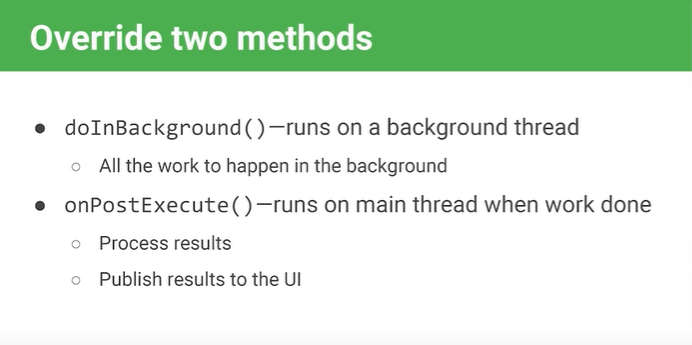 Override two methods
● doInBackground()—runs on a background thread
○ All the work to happen in the background
● onPostExecute()—runs on main thread when work done
○ Process results
○ Publish results to the UI